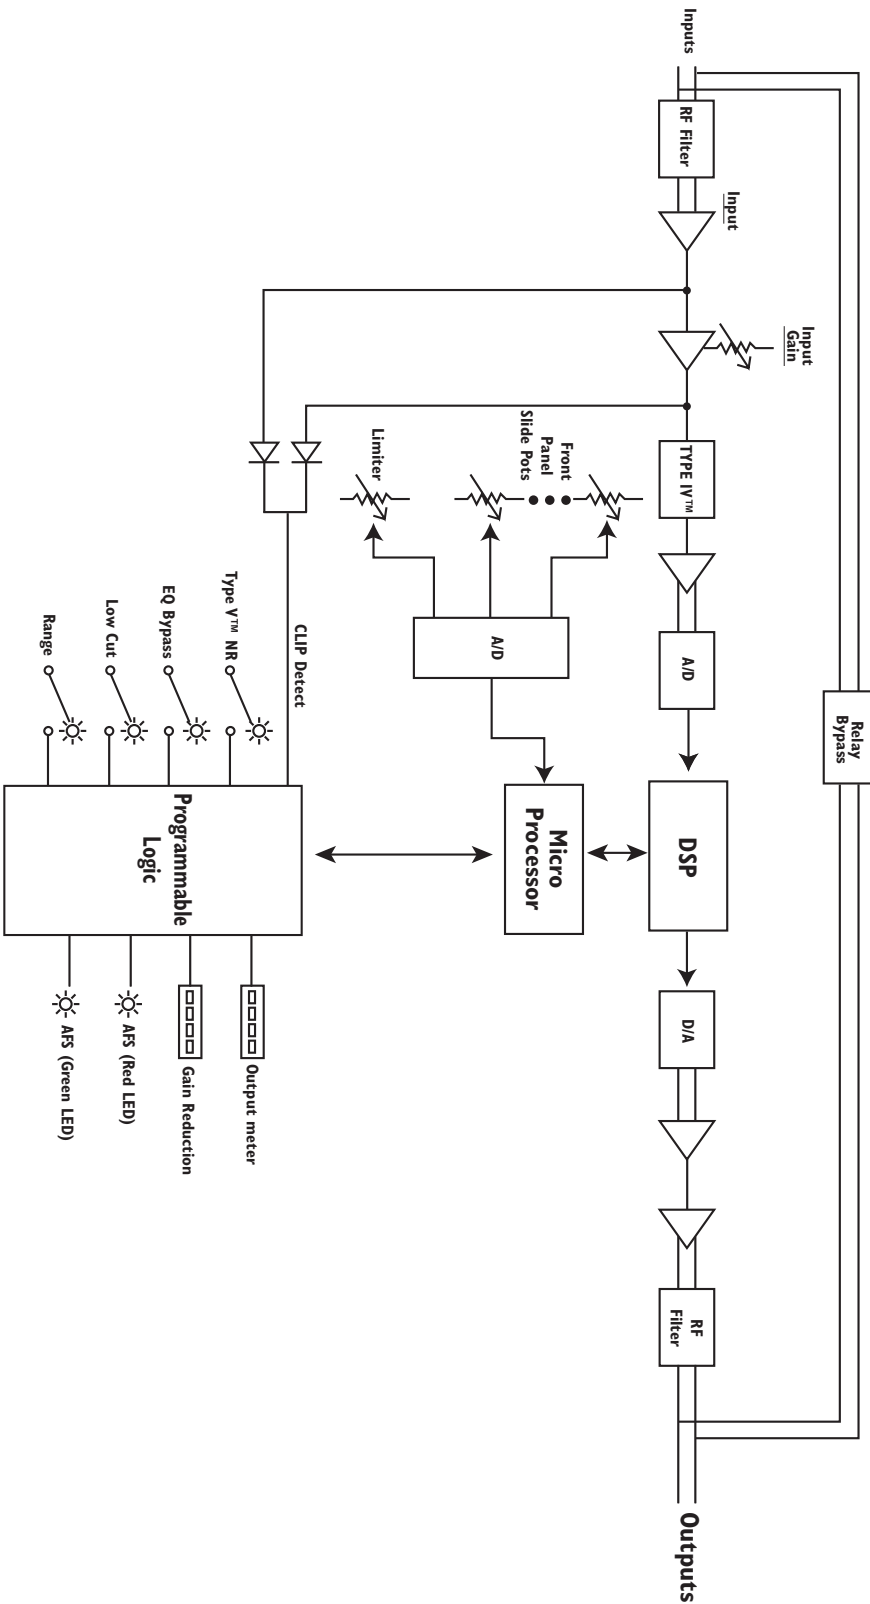 Inputs
RF Filter
Input
Input
Gain
TYPE IV™
A/D
Relay
Bypass
DSP
D/A
RF
Filter
Outputs
Front
Panel
Slide Pots
Limiter
A/D
Micro
Processor
CLIP Detect
Type V™ NR
EQ Bypass
Low Cut
Range
Programmable
Logic
Output meter
Gain Reduction
AFS (Red LED)
AFS (Green LED)